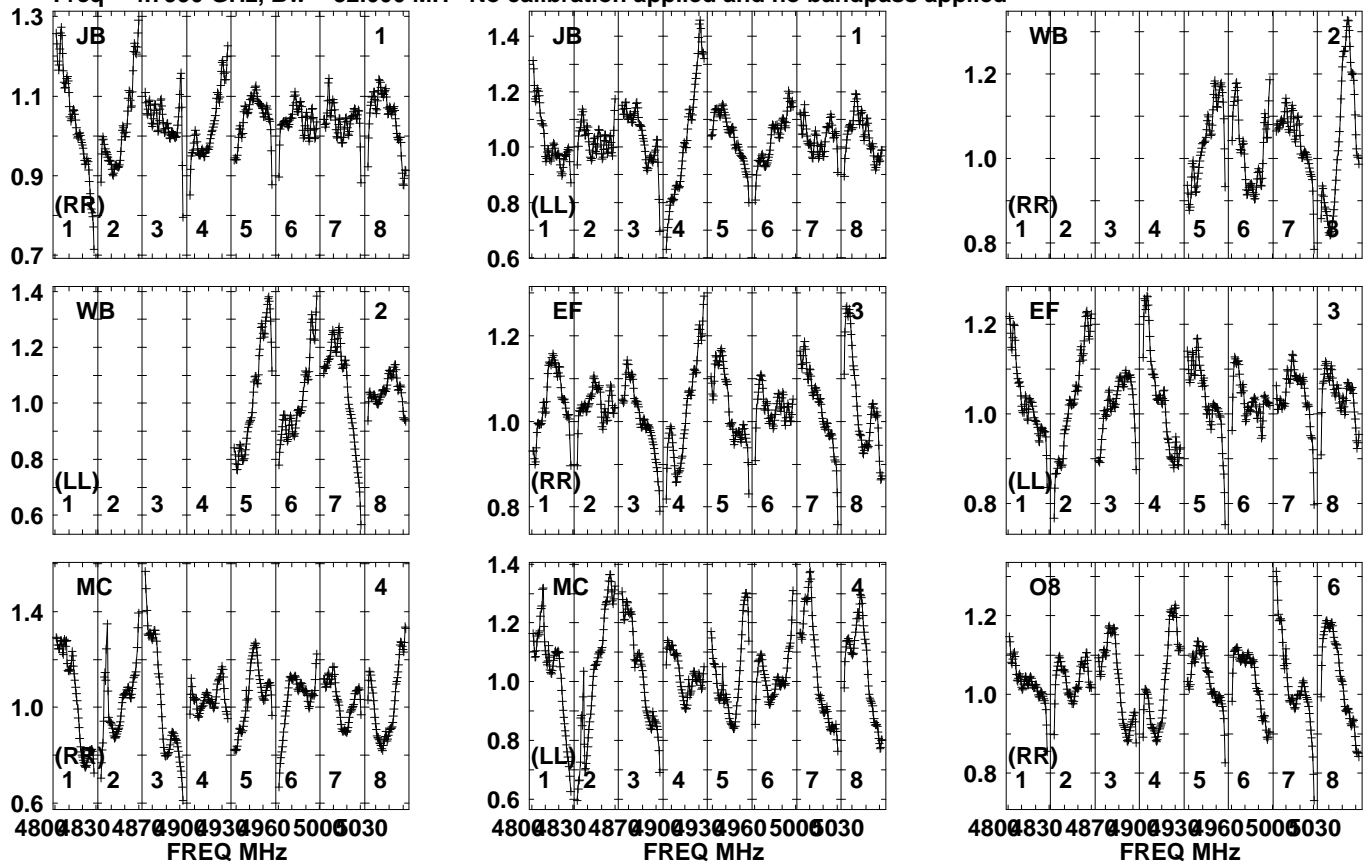 No calibration applied and no bandpass applied
1.3 JB 1
1.2
1.1
1.0
0.9 (RR)
0.8 1 2 3 4 5 6 7 8
0.7
1.4 JB 1
1.2
1.0
0.8 (LL)
1 2 3 4 5 6 7 8
0.6
WB 2
1.2
1.0
(RR)
1 2 3 4 5 6 7 8
0.8
1.4 WB 2
1.2
1.0
0.8
(LL)
0.6 1 2 3 4 5 6 7 8
EF 3
1.2
1.0
(RR)
0.8 1 2 3 4 5 6 7 8
EF 3
1.2
1.0
(LL)
0.8 1 2 3 4 5 6 7 8
MC 4
1.4
1.2
1.0
0.8 (RR)
1 2 3 4 5 6 7 8
0.6
1.4 MC 4
1.2
1.0
0.8 (LL)
1 2 3 4 5 6 7 8
0.6
O8 6
1.2
1.0
(RR)
0.8 1 2 3 4 5 6 7 8
4800 4830 4870 4900 4930 4960 5000 5030
FREQ MHz
4800 4830 4870 4900 4930 4960 5000 5030
FREQ MHz
4800 4830 4870 4900 4930 4960 5000 5030
FREQ MHz